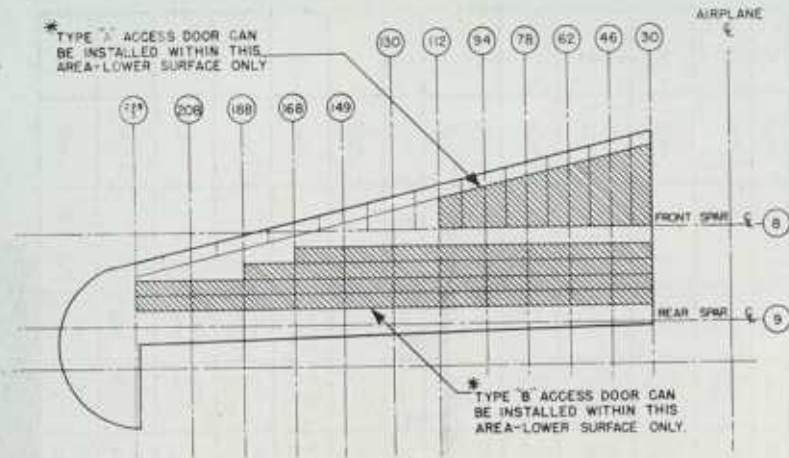 * TYPE "A" ACCESS DOOR CAN
BE INSTALLED WITHIN THIS
AREA-LOWER SURFACE ONLY
AIRPLANE
℄
130
112
94
78
62
46
30
208
188
168
149
FRONT SPAR ℄ 8
REAR SPAR ℄ 9
* TYPE "B" ACCESS DOOR CAN
BE INSTALLED WITHIN THIS
AREA-LOWER SURFACE ONLY.